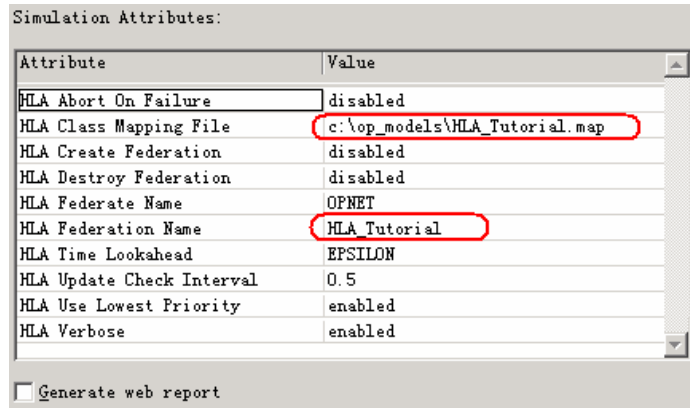 Simulation Attributes:
Attribute Value
HLA Abort On Failure disabled
HLA Class Mapping File c:\op_models\HLA_Tutorial.map
HLA Create Federation disabled
HLA Destroy Federation disabled
HLA Federate Name OPNET
HLA Federation Name HLA_Tutorial
HLA Time Lookahead EPSILON
HLA Update Check Interval 0.5
HLA Use Lowest Priority enabled
HLA Verbose enabled
Generate web report